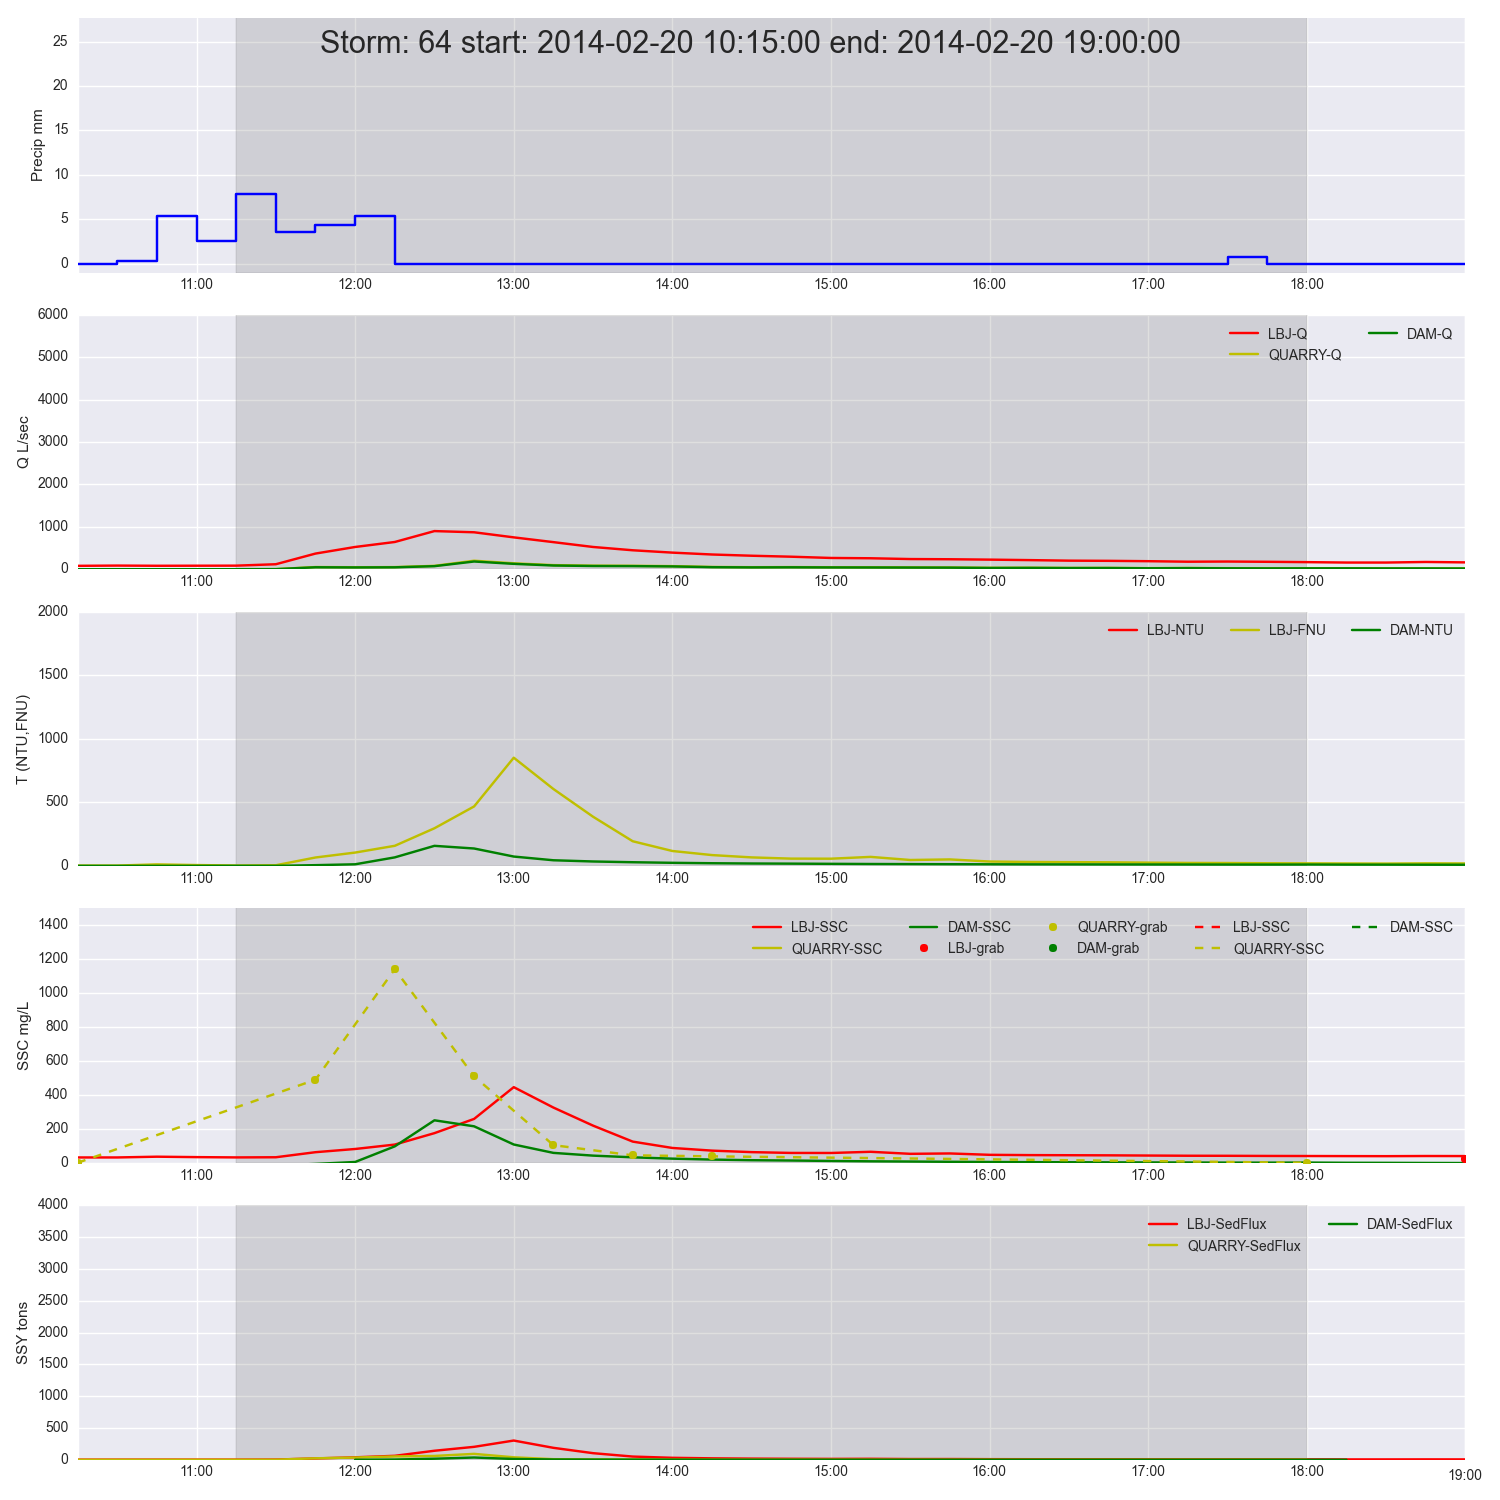 Storm: 64 start: 2014-02-20 10:15:00 end: 2014-02-20 19:00:00
Precip mm
25
20
15
10
5
0
11:00 12:00 13:00 14:00 15:00 16:00 17:00 18:00
Q L/sec
6000
5000
4000
3000
2000
1000
0
LBJ-Q DAM-Q
QUARRY-Q
11:00 12:00 13:00 14:00 15:00 16:00 17:00 18:00
T (NTU,FNU)
2000
1500
1000
500
0
LBJ-NTU LBJ-FNU DAM-NTU
11:00 12:00 13:00 14:00 15:00 16:00 17:00 18:00
SSC mg/L
1400
1200
1000
800
600
400
200
0
LBJ-SSC DAM-SSC QUARRY-grab LBJ-SSC DAM-SSC
QUARRY-SSC LBJ-grab DAM-grab QUARRY-SSC
11:00 12:00 13:00 14:00 15:00 16:00 17:00 18:00
SSY tons
4000
3500
3000
2500
2000
1500
1000
500
0
LBJ-SedFlux DAM-SedFlux
QUARRY-SedFlux
11:00 12:00 13:00 14:00 15:00 16:00 17:00 18:00 19:00